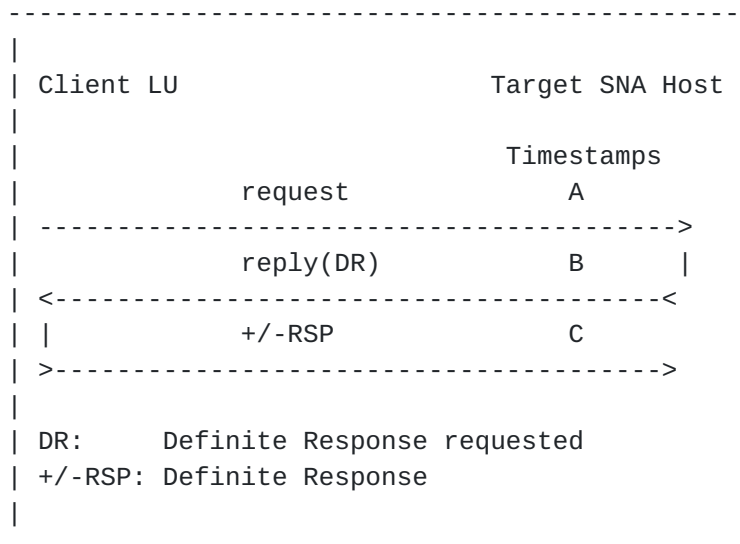 ------------------------------------------------
|
| Client LU                    Target SNA Host
|
|                               Timestamps
|              request              A
| ----------------------------------------->
|              reply(DR)            B      |
| <---------------------------------------<
| |            +/-RSP               C
| >--------------------------------------->
|
| DR:     Definite Response requested
| +/-RSP: Definite Response
|